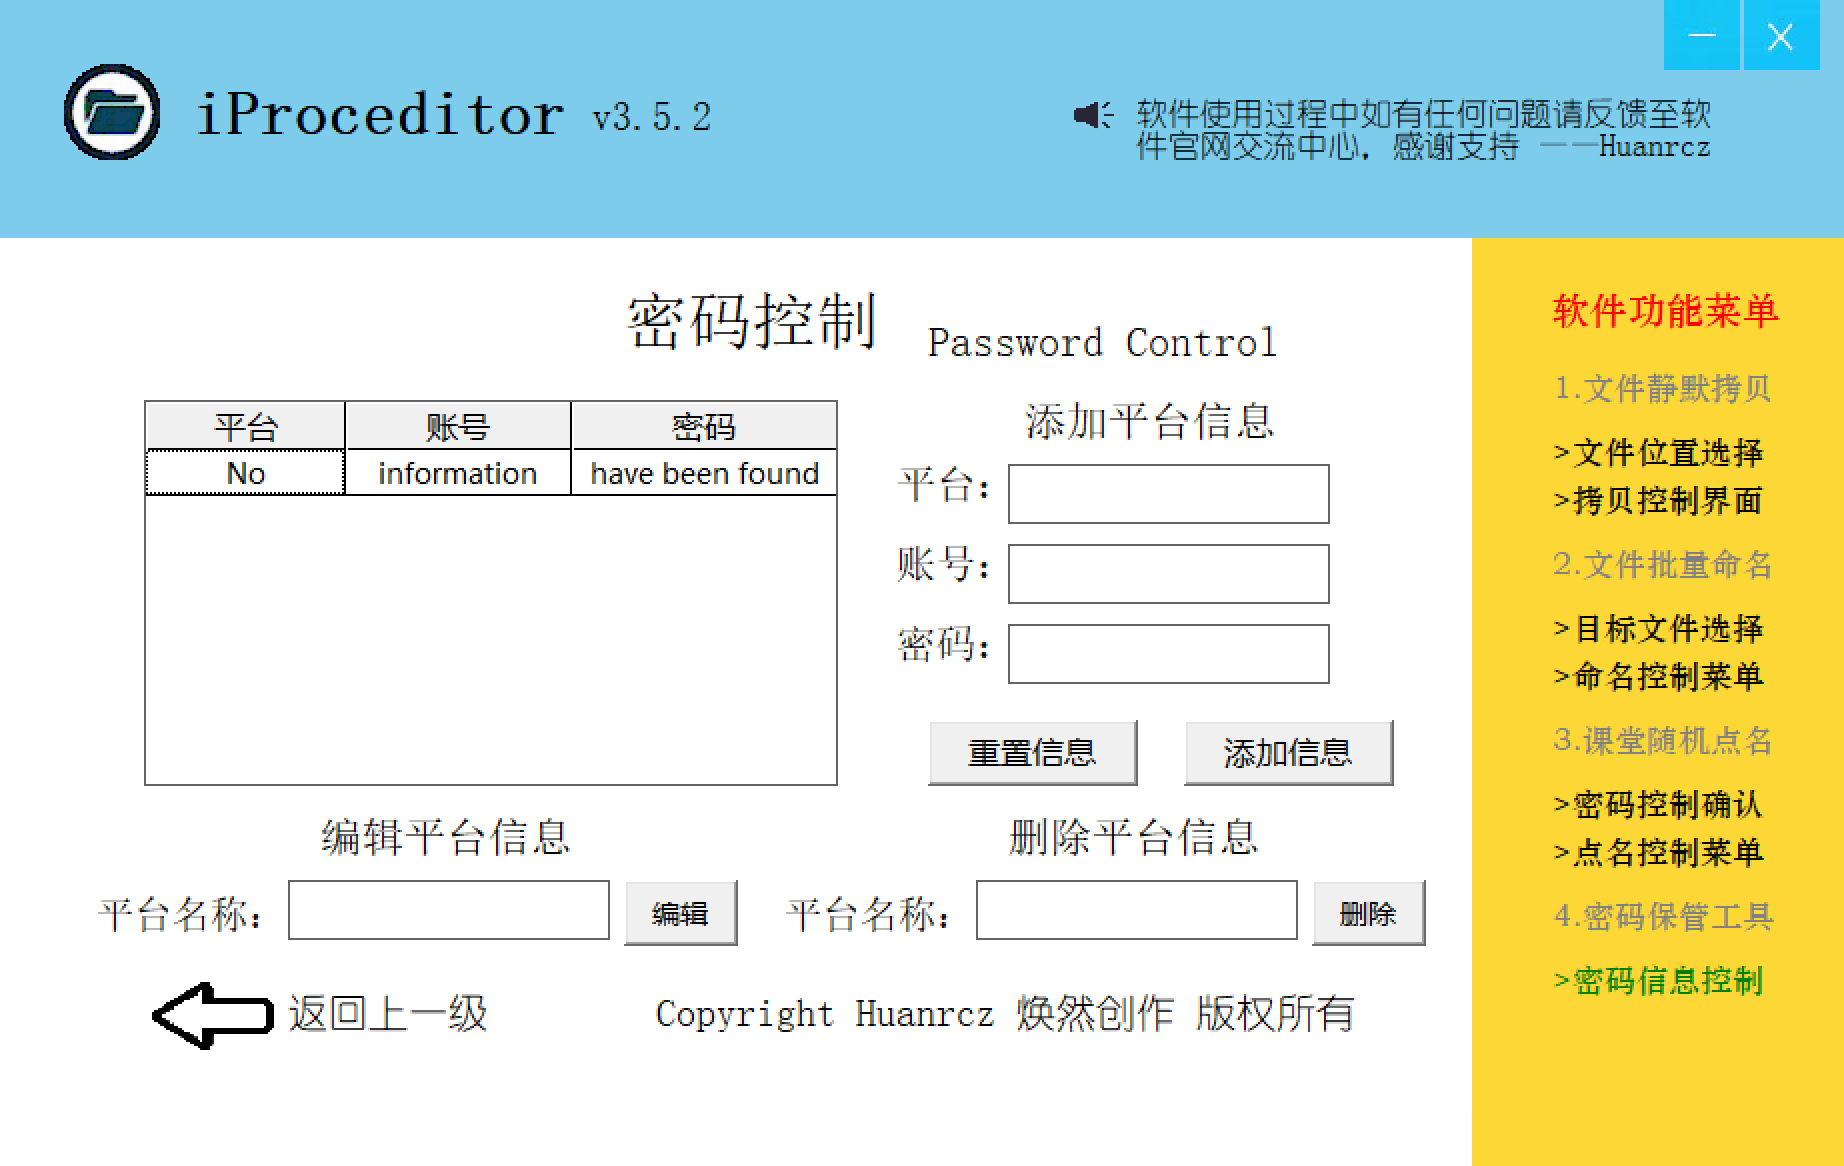 iProceditor v3.5.2
软件使用过程中如有任何问题请反馈至软
件官网交流中心，感谢支持 ——Huanrcz
密码控制 Password Control
平台 账号 密码
No information have been found
添加平台信息
平台：
账号：
密码：
重置信息 添加信息
编辑平台信息
平台名称： 编辑
删除平台信息
平台名称： 删除
返回上一级
Copyright Huanrcz 焕然创作 版权所有
软件功能菜单
1.文件静默拷贝
>文件位置选择
>拷贝控制界面
2.文件批量命名
>目标文件选择
>命名控制菜单
3.课堂随机点名
>密码控制确认
>点名控制菜单
4.密码保管工具
>密码信息控制